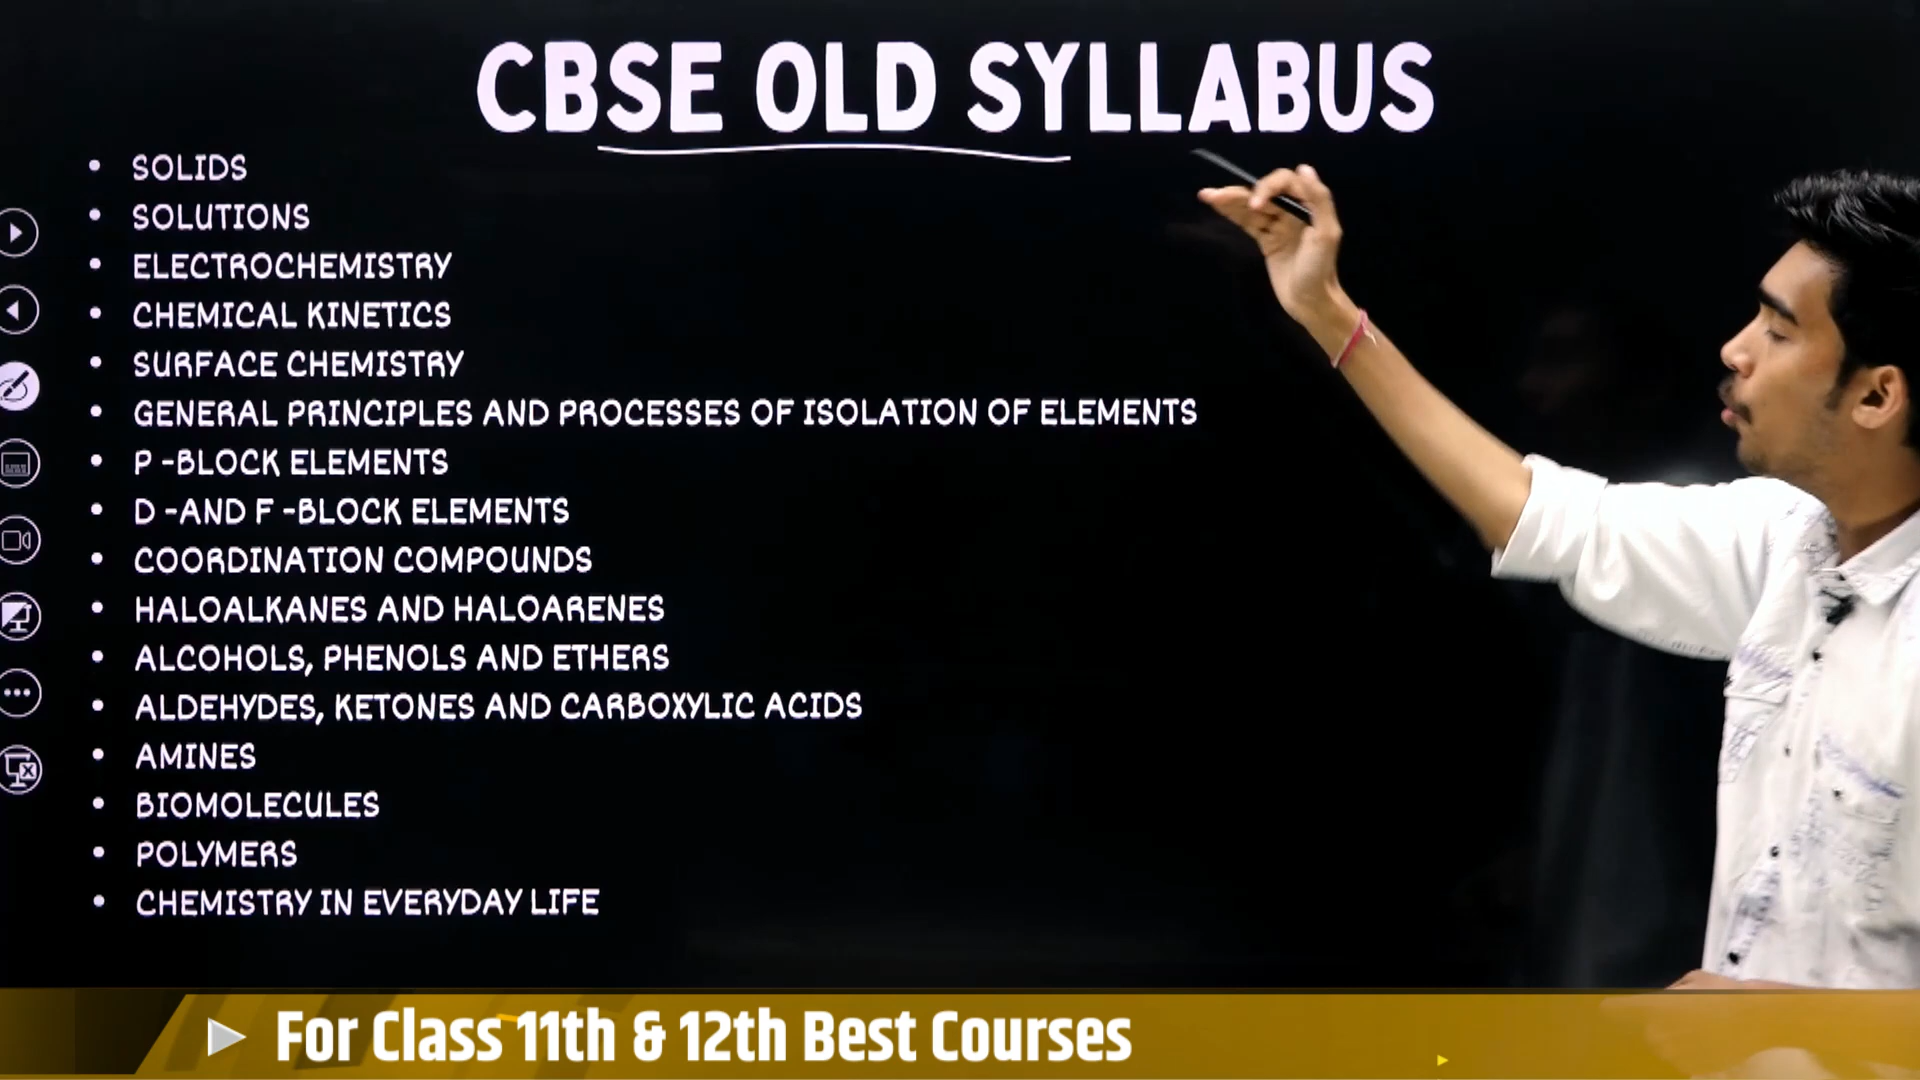 CBSE OLD SYLLABUS
• SOLIDS
• SOLUTIONS
• ELECTROCHEMISTRY
• CHEMICAL KINETICS
• SURFACE CHEMISTRY
• GENERAL PRINCIPLES AND PROCESSES OF ISOLATION OF ELEMENTS
• P -BLOCK ELEMENTS
• D -AND F -BLOCK ELEMENTS
• COORDINATION COMPOUNDS
• HALOALKANES AND HALOARENES
• ALCOHOLS, PHENOLS AND ETHERS
• ALDEHYDES, KETONES AND CARBOXYLIC ACIDS
• AMINES
• BIOMOLECULES
• POLYMERS
• CHEMISTRY IN EVERYDAY LIFE
For Class 11th & 12th Best Courses